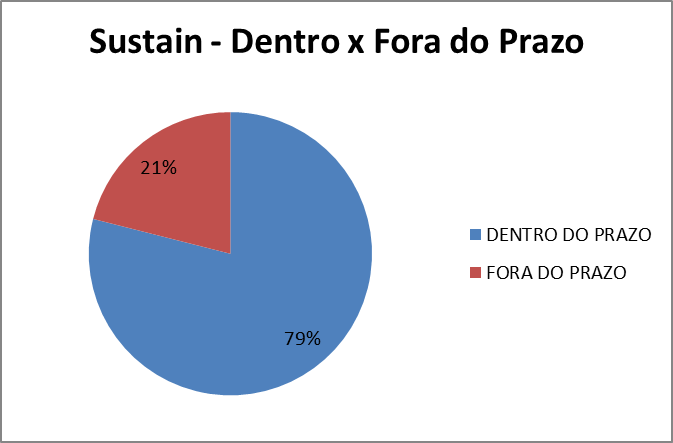 Sustain - Dentro x Fora do Prazo
21%
DENTRO DO PRAZO
FORA DO PRAZO
79%